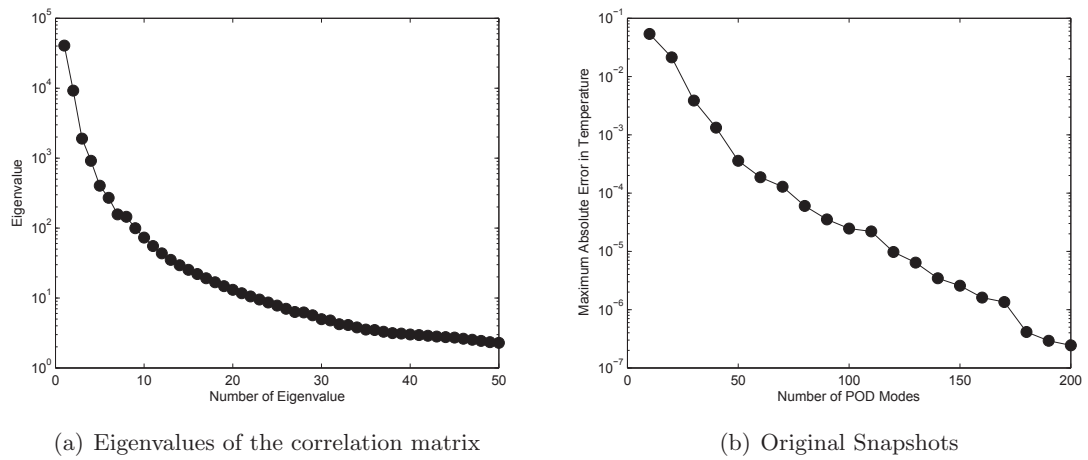 10^5
10^4
10^3
10^2
10^1
10^0
Eigenvalue
0 10 20 30 40 50
Number of Eigenvalue
(a) Eigenvalues of the correlation matrix
10^−1
10^−2
10^−3
10^−4
10^−5
10^−6
10^−7
Maximum Absolute Error in Temperature
0 50 100 150 200
Number of POD Modes
(b) Original Snapshots